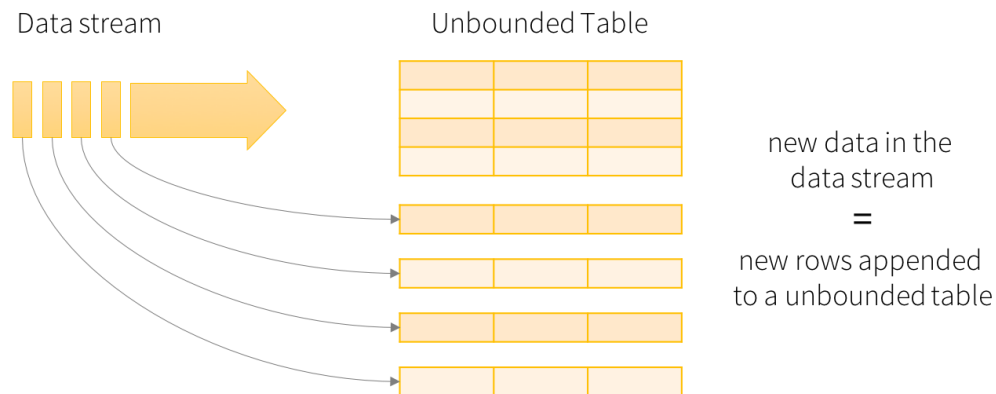 Data stream
Unbounded Table
new data in the
data stream
=
new rows appended
to a unbounded table